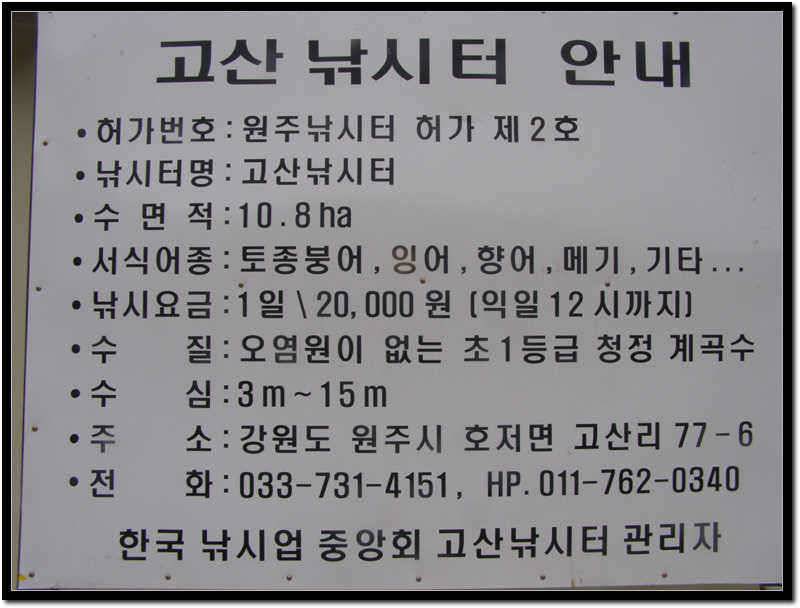 고산 낚시터 안내
• 허가번호 : 원주낚시터 허가 제 2 호
• 낚시터명 : 고산낚시터
• 수 면 적 : 10.8 ha
• 서식어종 : 토종붕어, 잉어, 향어, 메기, 기타...
• 낚시요금 : 1일 \ 20,000 원 (익일 12 시까지)
• 수 질 : 오염원이 없는 초1등급 청정 계곡수
• 수 심 : 3m ~ 15m
• 주 소 : 강원도 원주시 호저면 고산리 77-6
• 전 화 : 033-731-4151, HP. 011-762-0340
한국 낚시업 중앙회 고산낚시터 관리자